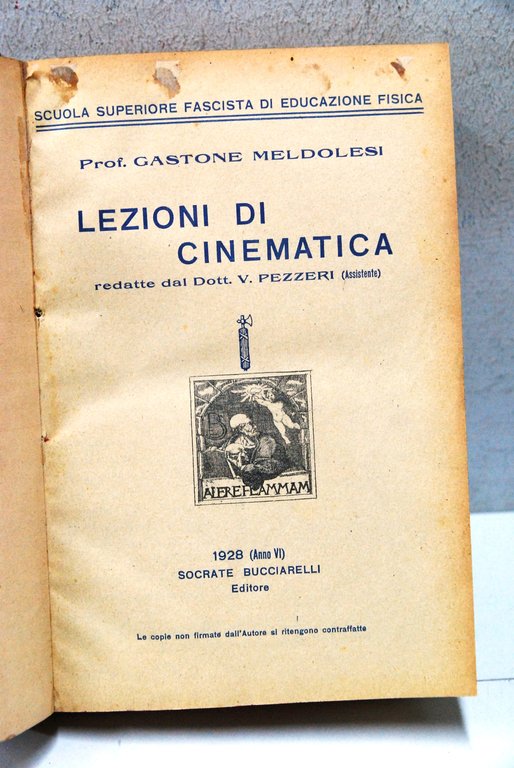 SCUOLA SUPERIORE FASCISTA DI EDUCAZIONE FISICA
Prof. GASTONE MELDOLESI
LEZIONI DI
CINEMATICA
redatte dal Dott. V. PEZZERI (Assistente)
ALERE FLAMMAM
1928 (Anno VI)
SOCRATE BUCCIARELLI
Editore
Le copie non firmate dall'Autore si ritengono contraffatte